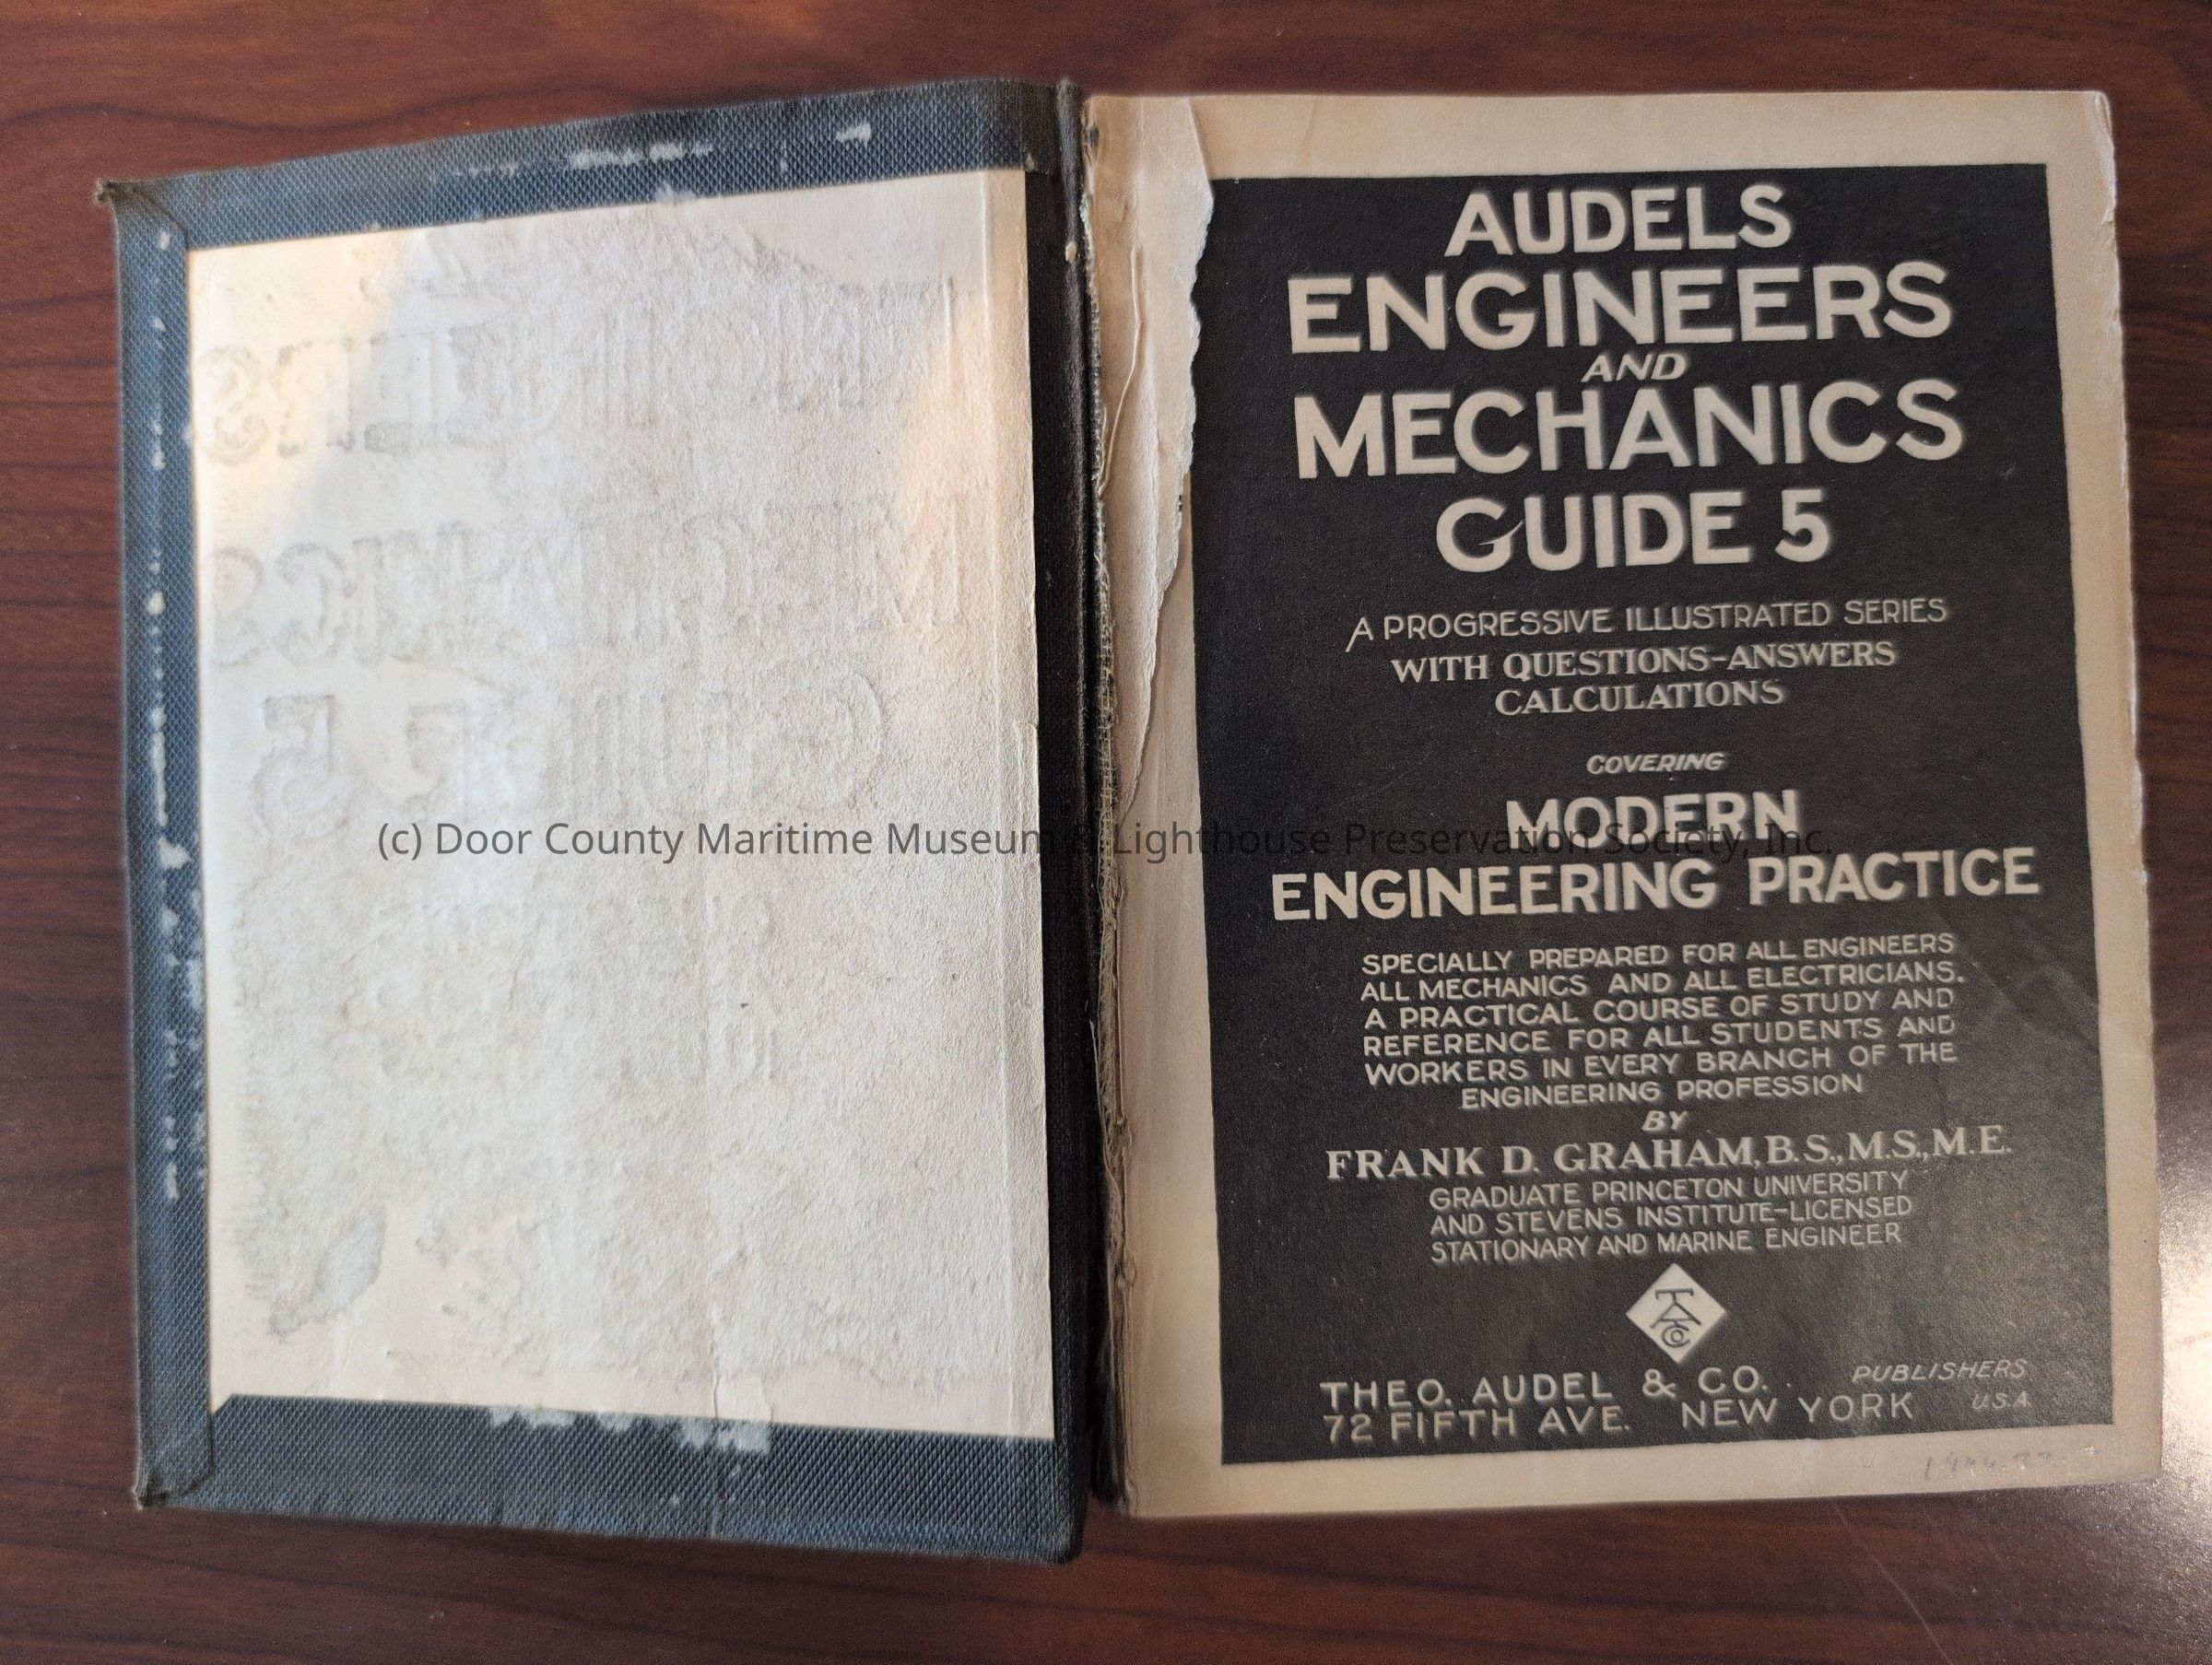 AUDELS
ENGINEERS
AND
MECHANICS
GUIDE 5
A PROGRESSIVE ILLUSTRATED SERIES
WITH QUESTIONS-ANSWERS
CALCULATIONS
COVERING
MODERN
(c) Door County Maritime Museum & Lighthouse Preservation Society, Inc.
ENGINEERING PRACTICE
SPECIALLY PREPARED FOR ALL ENGINEERS
ALL MECHANICS AND ALL ELECTRICIANS.
A PRACTICAL COURSE OF STUDY AND
REFERENCE FOR ALL STUDENTS AND
WORKERS IN EVERY BRANCH OF THE
ENGINEERING PROFESSION
BY
FRANK D. GRAHAM, B.S., M.S., M.E.
GRADUATE PRINCETON UNIVERSITY
AND STEVENS INSTITUTE-LICENSED
STATIONARY AND MARINE ENGINEER
TACO
THEO. AUDEL & CO. PUBLISHERS
72 FIFTH AVE. NEW YORK U.S.A.